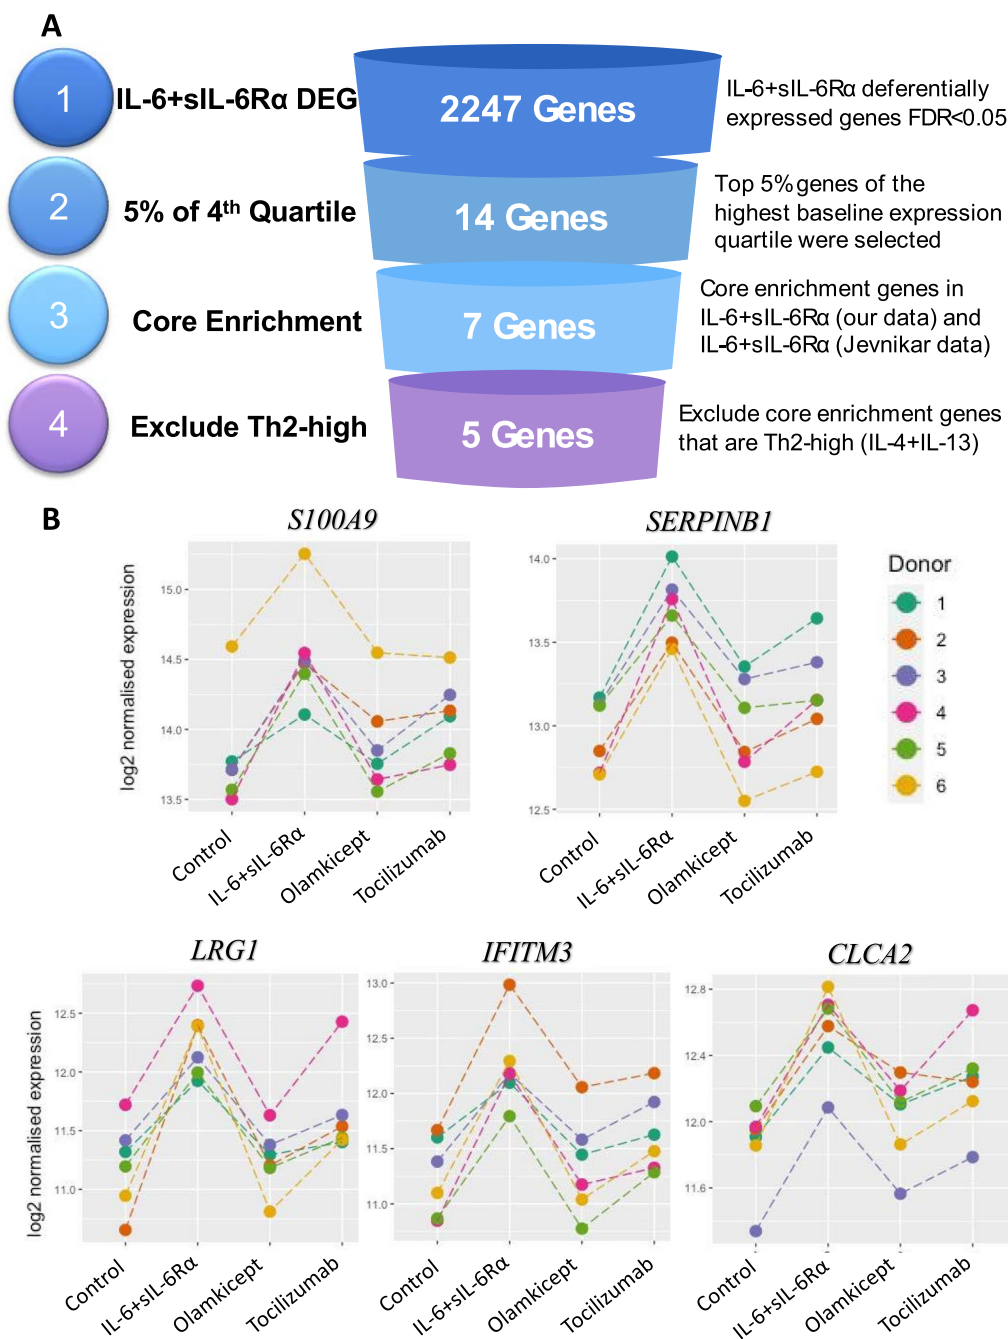 A
1
IL-6+sIL-6Rα DEG
2247 Genes
IL-6+sIL-6Rα deferentially
expressed genes FDR<0.05
2
5% of 4th Quartile
14 Genes
Top 5% genes of the
highest baseline expression
quartile were selected
3
Core Enrichment
7 Genes
Core enrichment genes in
IL-6+sIL-6Rα (our data) and
IL-6+sIL-6Rα (Jevnikar data)
4
Exclude Th2-high
5 Genes
Exclude core enrichment genes
that are Th2-high (IL-4+IL-13)
B
S100A9
log2 normalised expression
15.0
14.5
14.0
13.5
Control
IL-6+sIL-6Rα
Olamkicept
Tocilizumab
SERPINB1
14.0
13.5
13.0
12.5
Control
IL-6+sIL-6Rα
Olamkicept
Tocilizumab
Donor
1
2
3
4
5
6
LRG1
log2 normalised expression
12.5
12.0
11.5
11.0
Control
IL-6+sIL-6Rα
Olamkicept
Tocilizumab
IFITM3
13.0
12.5
12.0
11.5
11.0
Control
IL-6+sIL-6Rα
Olamkicept
Tocilizumab
CLCA2
12.8
12.4
12.0
11.6
Control
IL-6+sIL-6Rα
Olamkicept
Tocilizumab